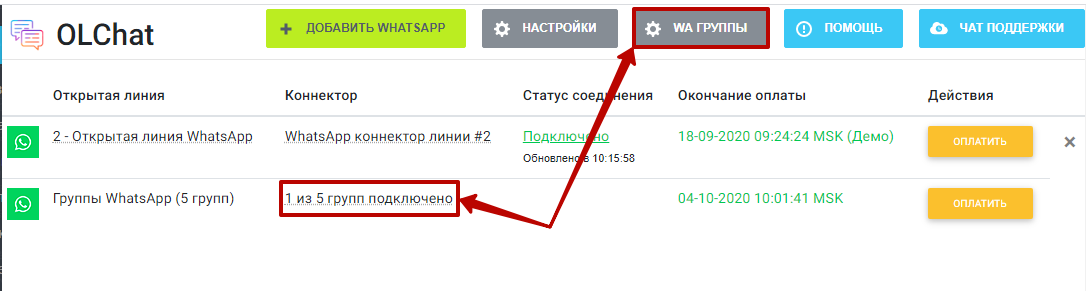 OLChat
ДОБАВИТЬ WHATSAPP
НАСТРОЙКИ
WA ГРУППЫ
ПОМОЩЬ
ЧАТ ПОДДЕРЖКИ
Открытая линия Коннектор Статус соединения Окончание оплаты Действия
2 - Открытая линия WhatsApp WhatsApp коннектор линии #2 Подключено 18-09-2020 09:24:24 MSK (Демо) ОПЛАТИТЬ
Обновлено в 10:15:58
Группы WhatsApp (5 групп) 1 из 5 групп подключено 04-10-2020 10:01:41 MSK ОПЛАТИТЬ